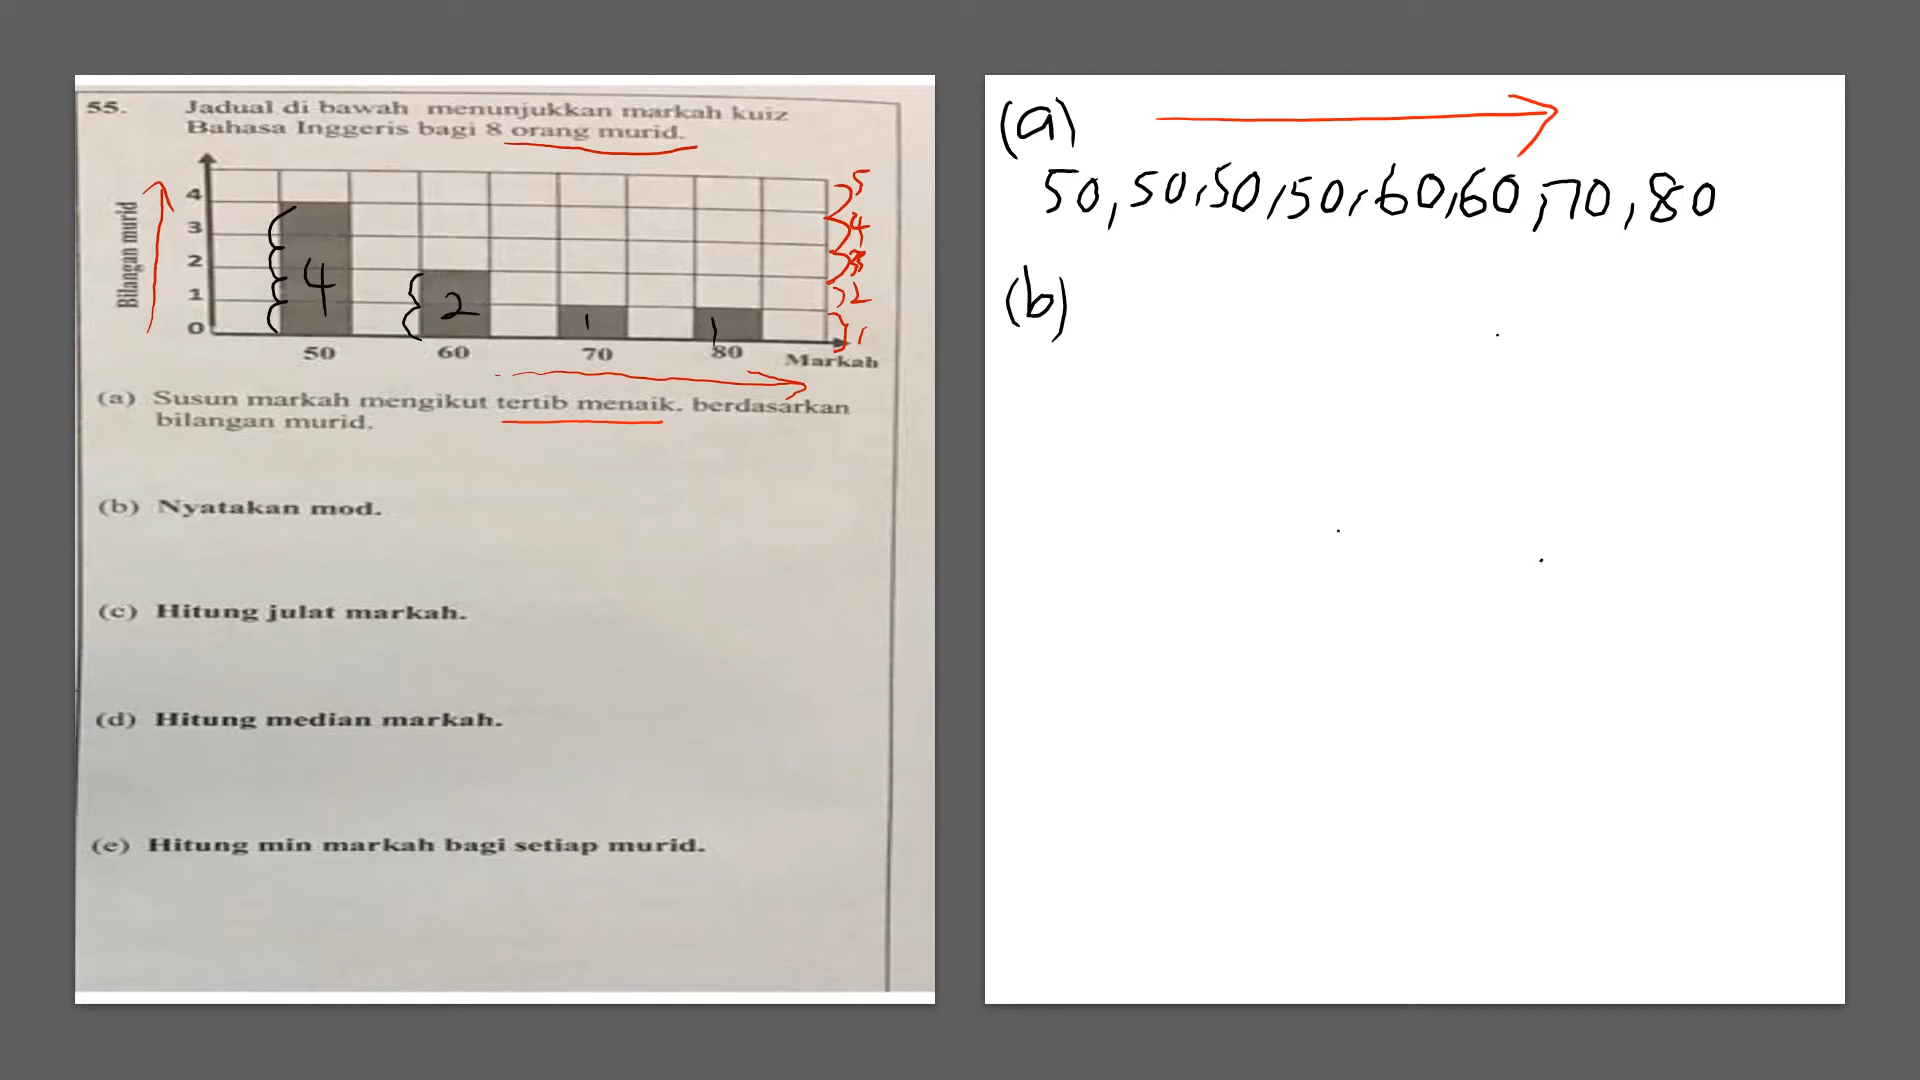 55. Jadual di bawah menunjukkan markah kuiz
Bahasa Inggeris bagi 8 orang murid.
Bilangan murid
4
3
2
1
0
4
2
1
1
5
4
3
2
1
50 60 70 80 Markah
(a) Susun markah mengikut tertib menaik. berdasarkan
bilangan murid.
(b) Nyatakan mod.
(c) Hitung julat markah.
(d) Hitung median markah.
(e) Hitung min markah bagi setiap murid.
(a)
50, 50, 50, 50, 60, 60, 70, 80
(b)